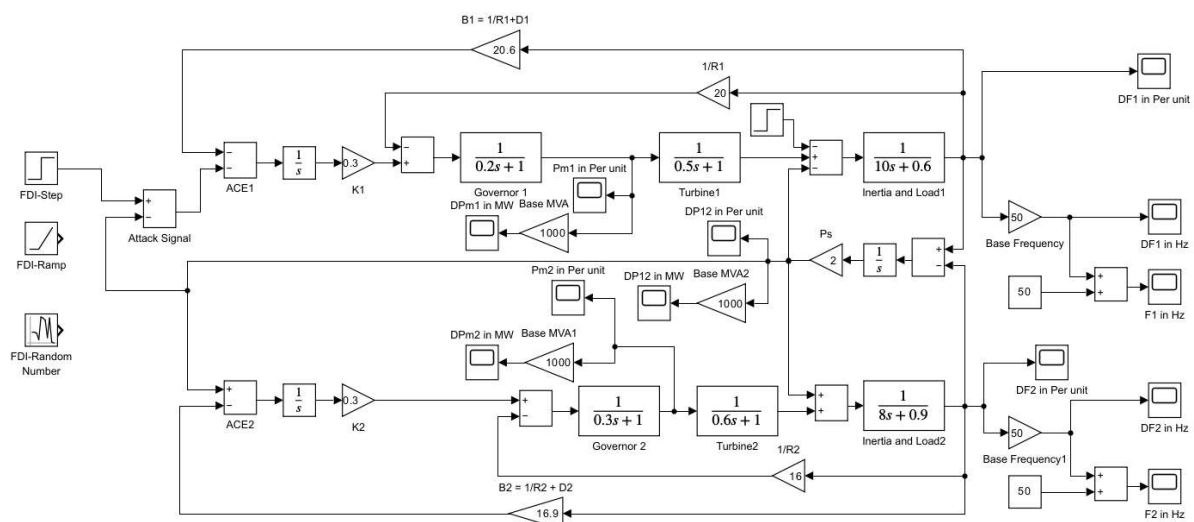 B1 = 1/R1+D1
20.6
1/R1
20
DF1 in Per unit
FDI-Step
+
−
Attack Signal
−
−
ACE1
1
s
0.3
K1
−
+
1
0.2s + 1
Governor 1
1
0.5s + 1
Turbine1
−
+
−
1
10s + 0.6
Inertia and Load1
Pm1 in Per unit
DPm1 in MW
Base MVA
1000
FDI-Ramp
DP12 in Per unit
Ps
2
1
s
+
−
50
Base Frequency
DF1 in Hz
50
+
+
F1 in Hz
Pm2 in Per unit
DP12 in MW
Base MVA2
1000
FDI-Random
Number
DPm2 in MW
Base MVA1
1000
+
−
ACE2
1
s
0.3
K2
+
−
1
0.3s + 1
Governor 2
1
0.6s + 1
Turbine2
+
+
1
8s + 0.9
Inertia and Load2
DF2 in Per unit
50
Base Frequency1
DF2 in Hz
50
+
+
F2 in Hz
1/R2
16
B2 = 1/R2 + D2
16.9